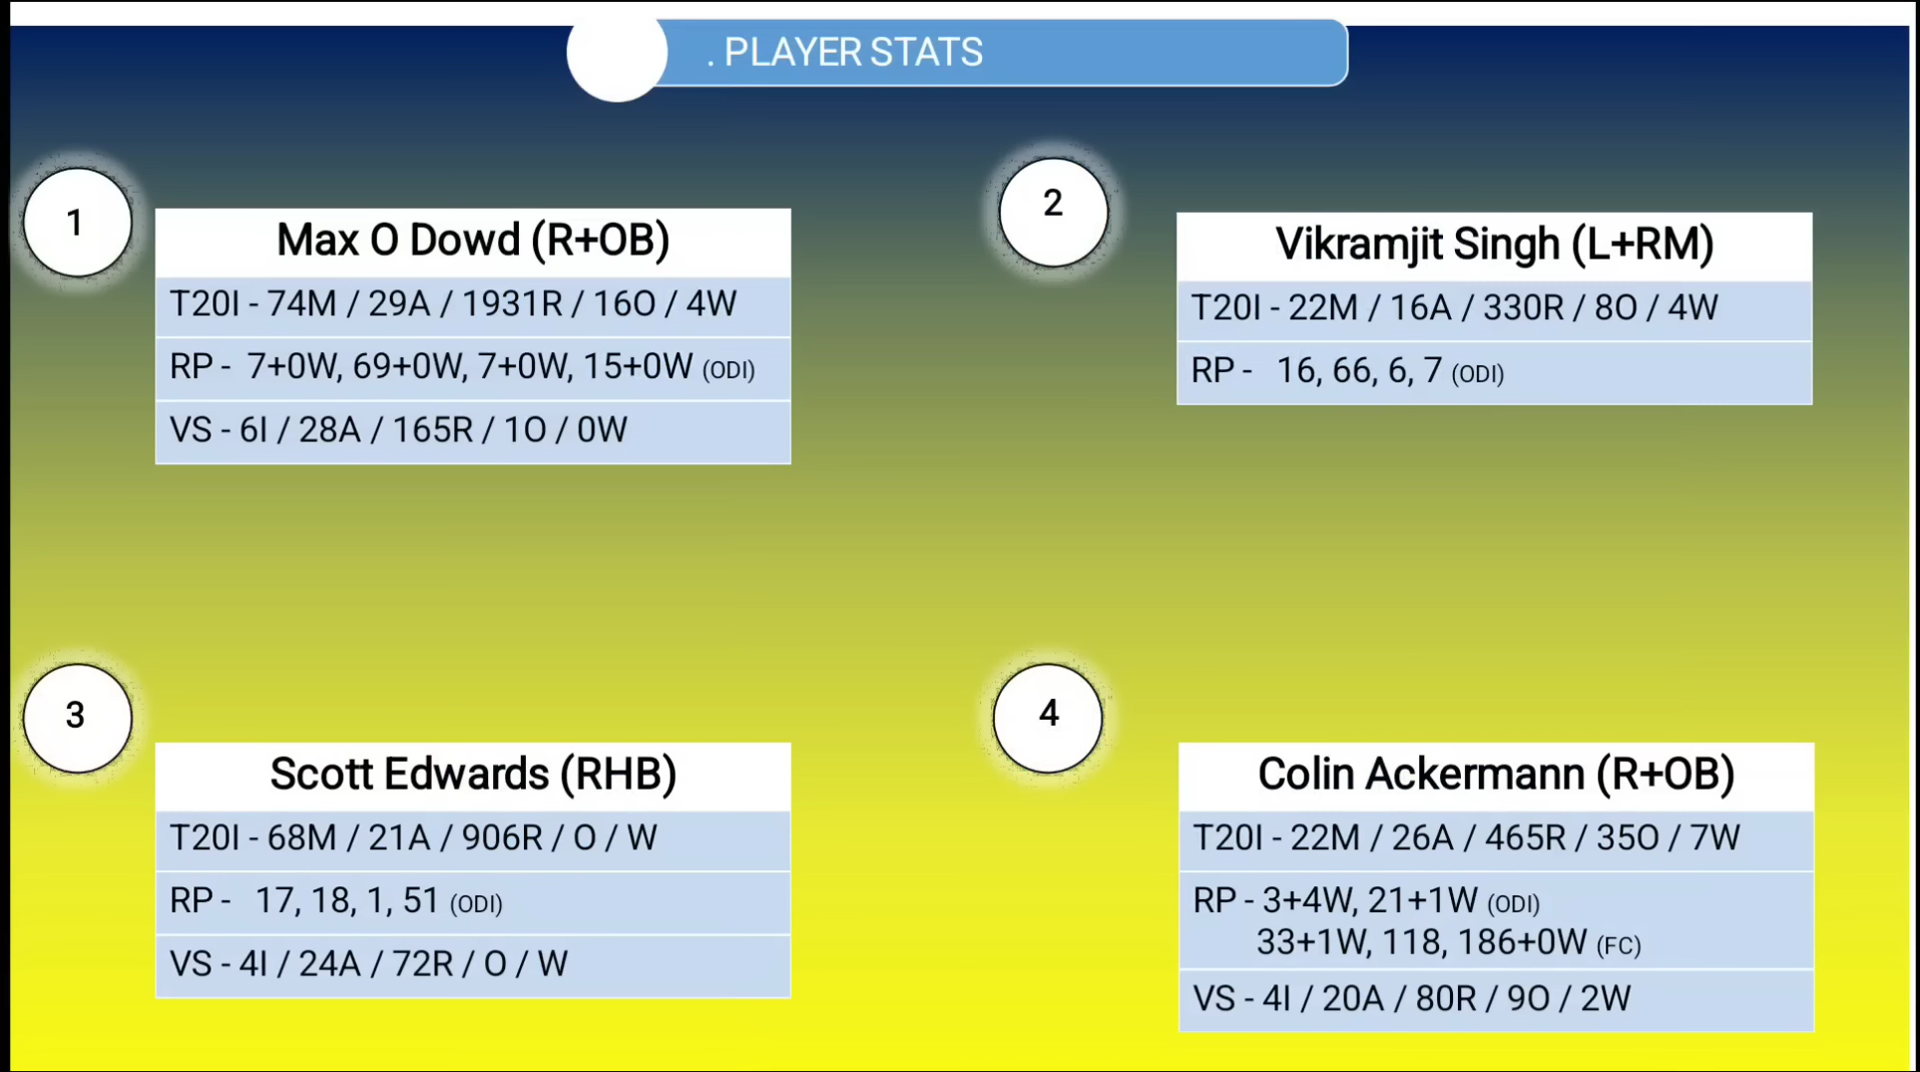 . PLAYER STATS
1
Max O Dowd (R+OB)
T20I - 74M / 29A / 1931R / 16O / 4W
RP - 7+0W, 69+0W, 7+0W, 15+0W (ODI)
VS - 6I / 28A / 165R / 1O / 0W
2
Vikramjit Singh (L+RM)
T20I - 22M / 16A / 330R / 8O / 4W
RP - 16, 66, 6, 7 (ODI)
3
Scott Edwards (RHB)
T20I - 68M / 21A / 906R / O / W
RP - 17, 18, 1, 51 (ODI)
VS - 4I / 24A / 72R / O / W
4
Colin Ackermann (R+OB)
T20I - 22M / 26A / 465R / 35O / 7W
RP - 3+4W, 21+1W (ODI)
33+1W, 118, 186+0W (FC)
VS - 4I / 20A / 80R / 9O / 2W